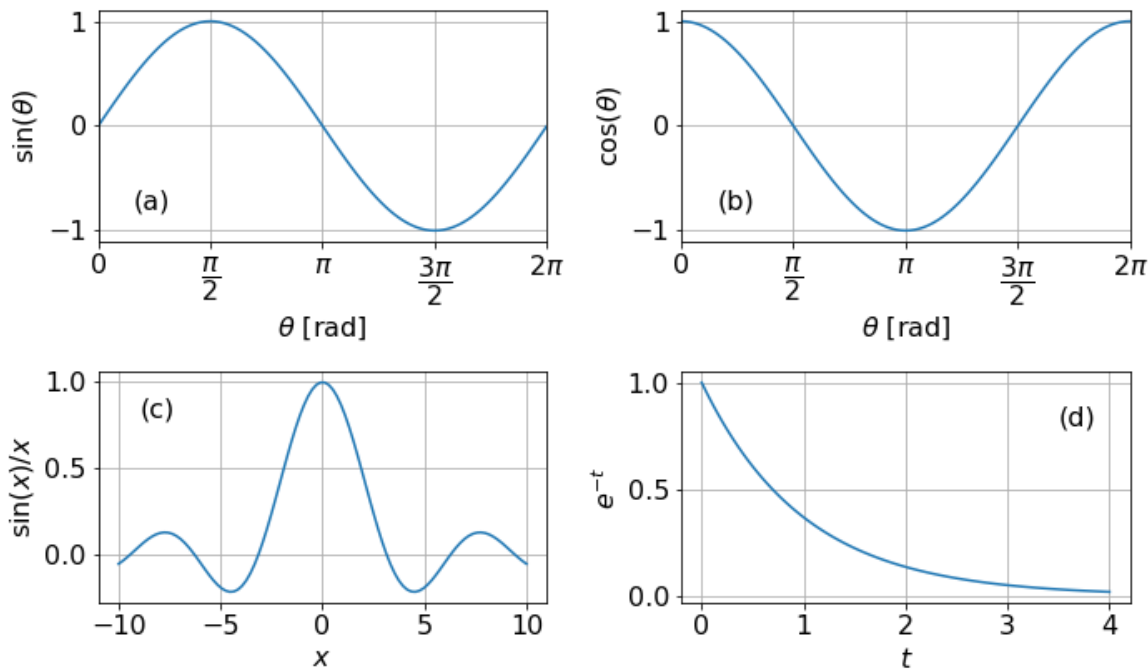 1
0
−1
sin(θ)
(a)
0 π/2 π 3π/2 2π
θ [rad]
1
0
−1
cos(θ)
(b)
0 π/2 π 3π/2 2π
θ [rad]
1.0
0.5
0.0
sin(x)/x
(c)
−10 −5 0 5 10
x
1.0
0.5
0.0
e^{−t}
(d)
0 1 2 3 4
t